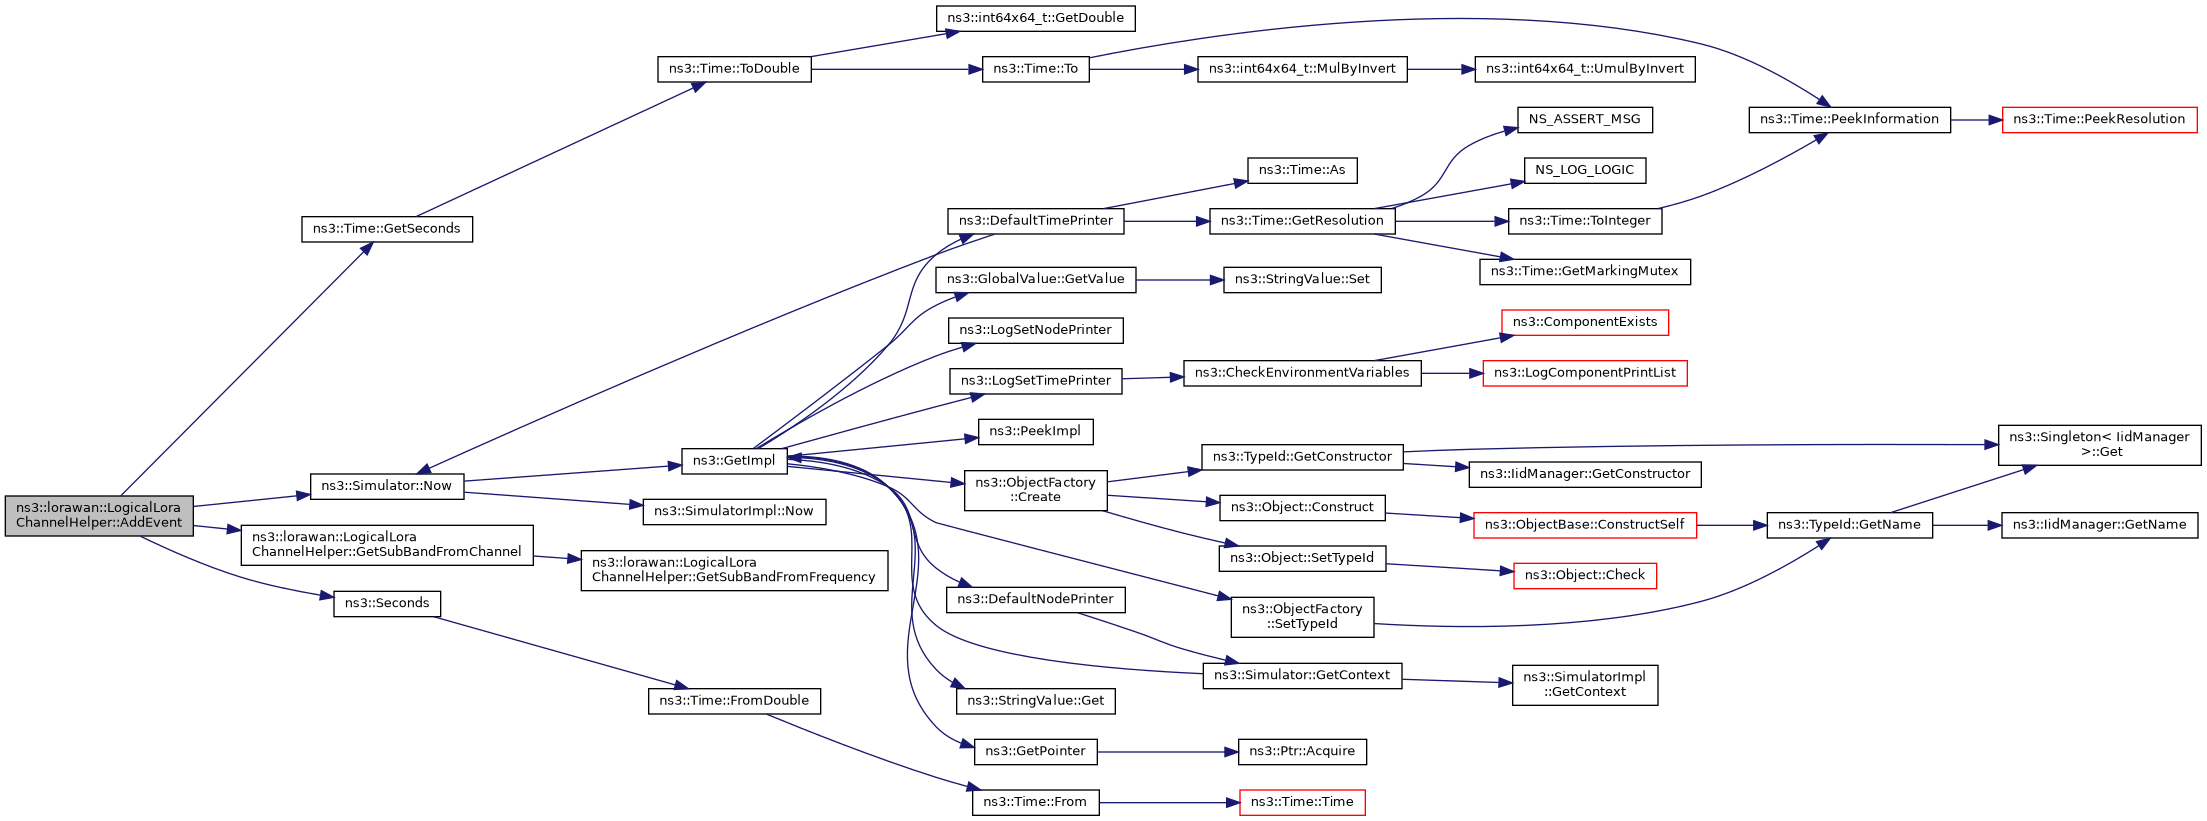 ns3::int64x64_t::GetDouble
ns3::Time::ToDouble
ns3::Time::To
ns3::int64x64_t::MulByInvert
ns3::int64x64_t::UmulByInvert
NS_ASSERT_MSG
ns3::Time::PeekInformation
ns3::Time::PeekResolution
ns3::Time::As
NS_LOG_LOGIC
ns3::Time::GetSeconds
ns3::DefaultTimePrinter
ns3::Time::GetResolution
ns3::Time::ToInteger
ns3::Time::GetMarkingMutex
ns3::GlobalValue::GetValue
ns3::StringValue::Set
ns3::LogSetNodePrinter
ns3::ComponentExists
ns3::LogSetTimePrinter
ns3::CheckEnvironmentVariables
ns3::LogComponentPrintList
ns3::PeekImpl
ns3::GetImpl
ns3::TypeId::GetConstructor
ns3::Singleton< IidManager
>::Get
ns3::IidManager::GetConstructor
ns3::Simulator::Now
ns3::ObjectFactory
::Create
ns3::lorawan::LogicalLora
ChannelHelper::AddEvent
ns3::SimulatorImpl::Now
ns3::Object::Construct
ns3::ObjectBase::ConstructSelf
ns3::TypeId::GetName
ns3::IidManager::GetName
ns3::lorawan::LogicalLora
ChannelHelper::GetSubBandFromChannel
ns3::lorawan::LogicalLora
ChannelHelper::GetSubBandFromFrequency
ns3::Object::SetTypeId
ns3::Object::Check
ns3::Seconds
ns3::DefaultNodePrinter
ns3::ObjectFactory
::SetTypeId
ns3::Simulator::GetContext
ns3::SimulatorImpl
::GetContext
ns3::Time::FromDouble
ns3::StringValue::Get
ns3::GetPointer
ns3::Ptr::Acquire
ns3::Time::From
ns3::Time::Time